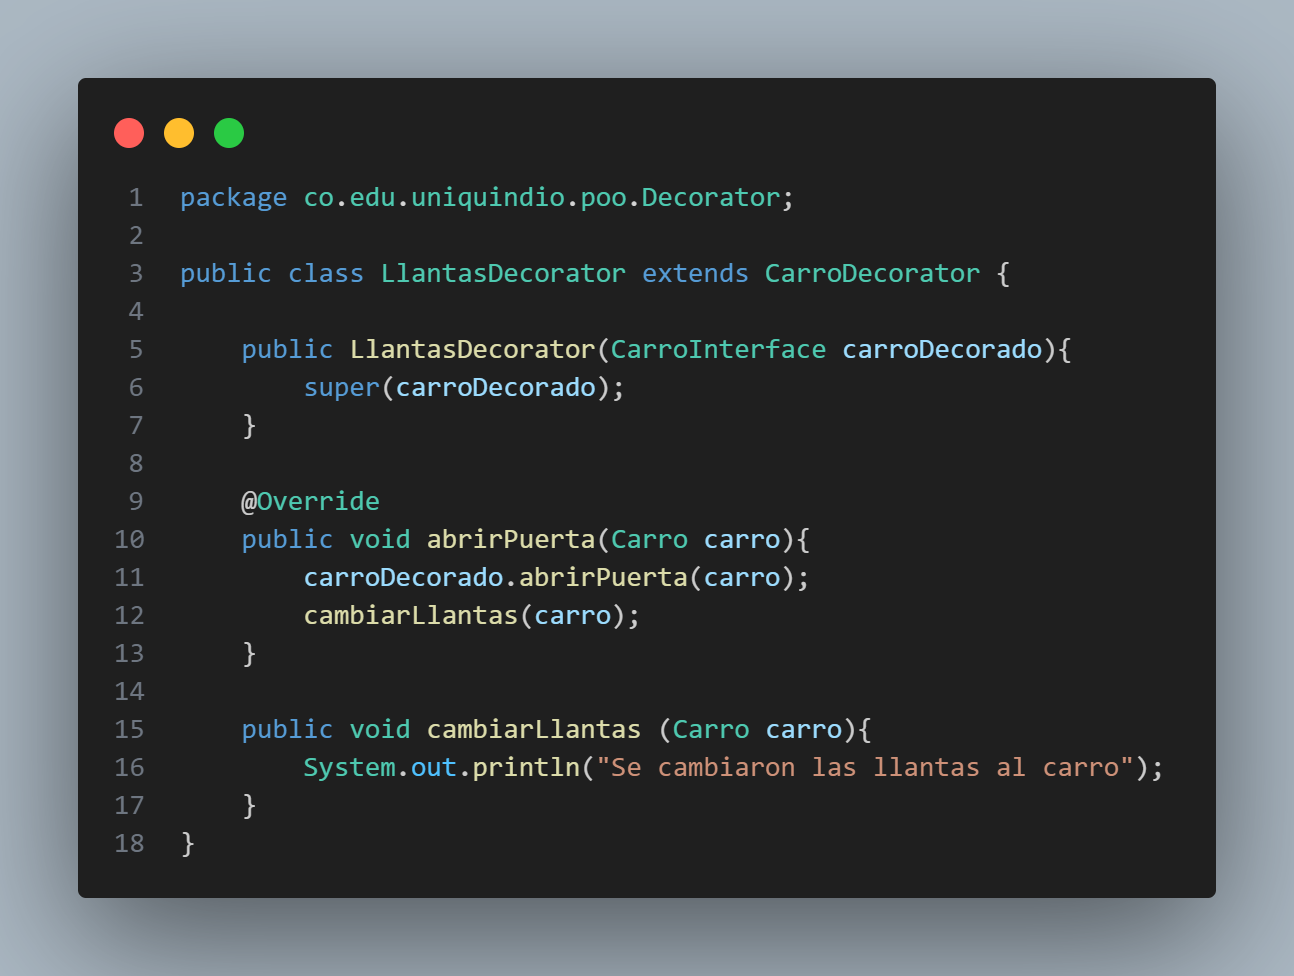 1 package co.edu.uniquindio.poo.Decorator;
2
3 public class LlantasDecorator extends CarroDecorator {
4
5     public LlantasDecorator(CarroInterface carroDecorado){
6         super(carroDecorado);
7     }
8
9     @Override
10     public void abrirPuerta(Carro carro){
11         carroDecorado.abrirPuerta(carro);
12         cambiarLlantas(carro);
13     }
14
15     public void cambiarLlantas (Carro carro){
16         System.out.println("Se cambiaron las llantas al carro");
17     }
18 }